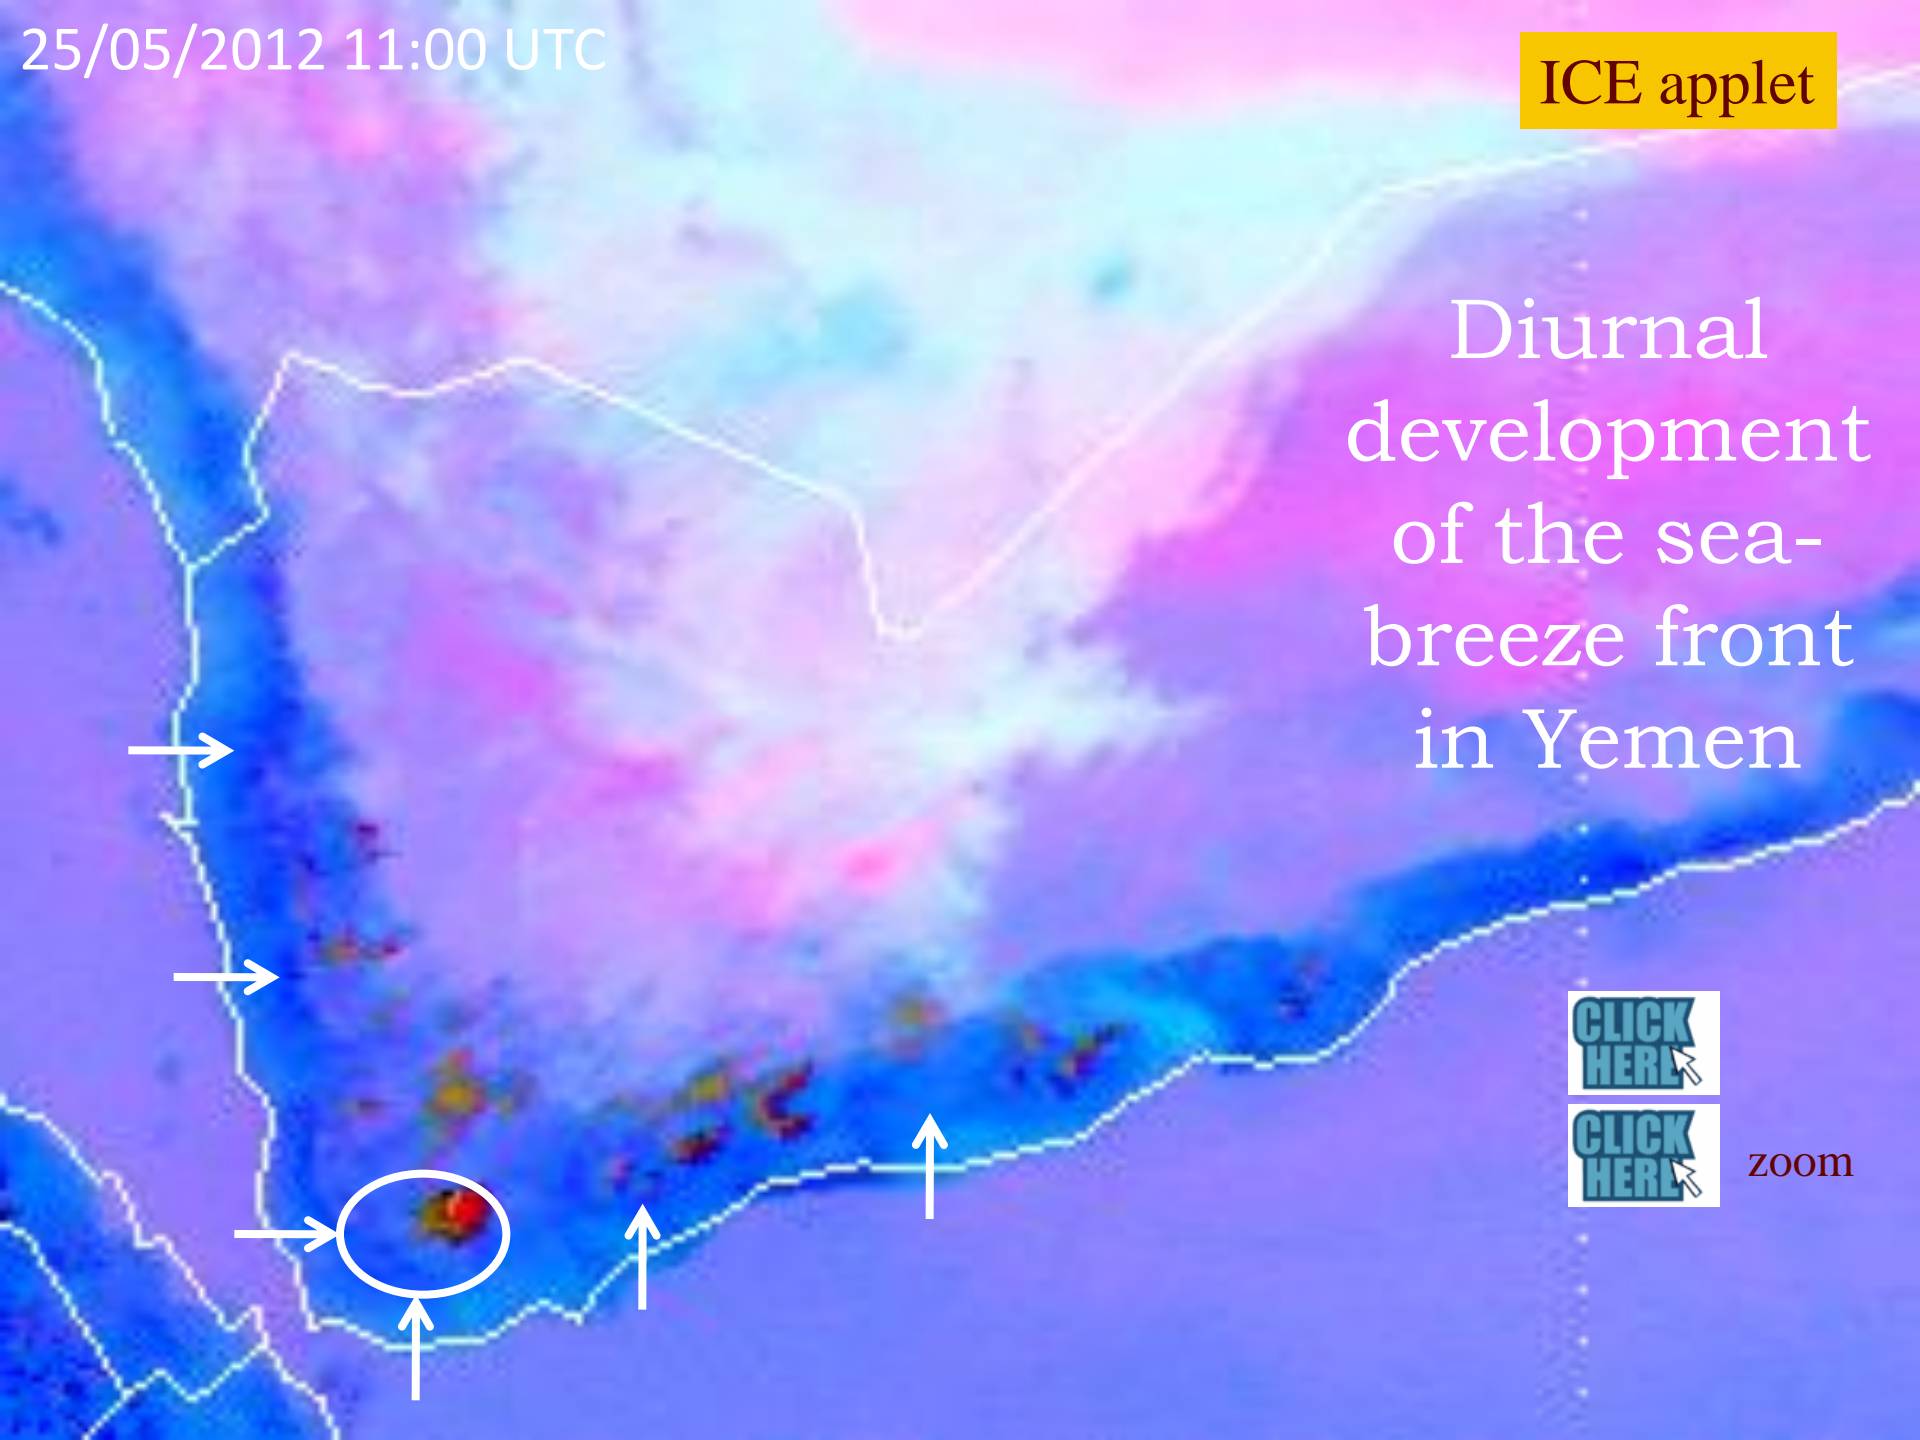 25/05/2012 11:00 UTC
ICE applet
Diurnal
development
of the sea-
breeze front
in Yemen
CLICK
HERE
CLICK
HERE
zoom